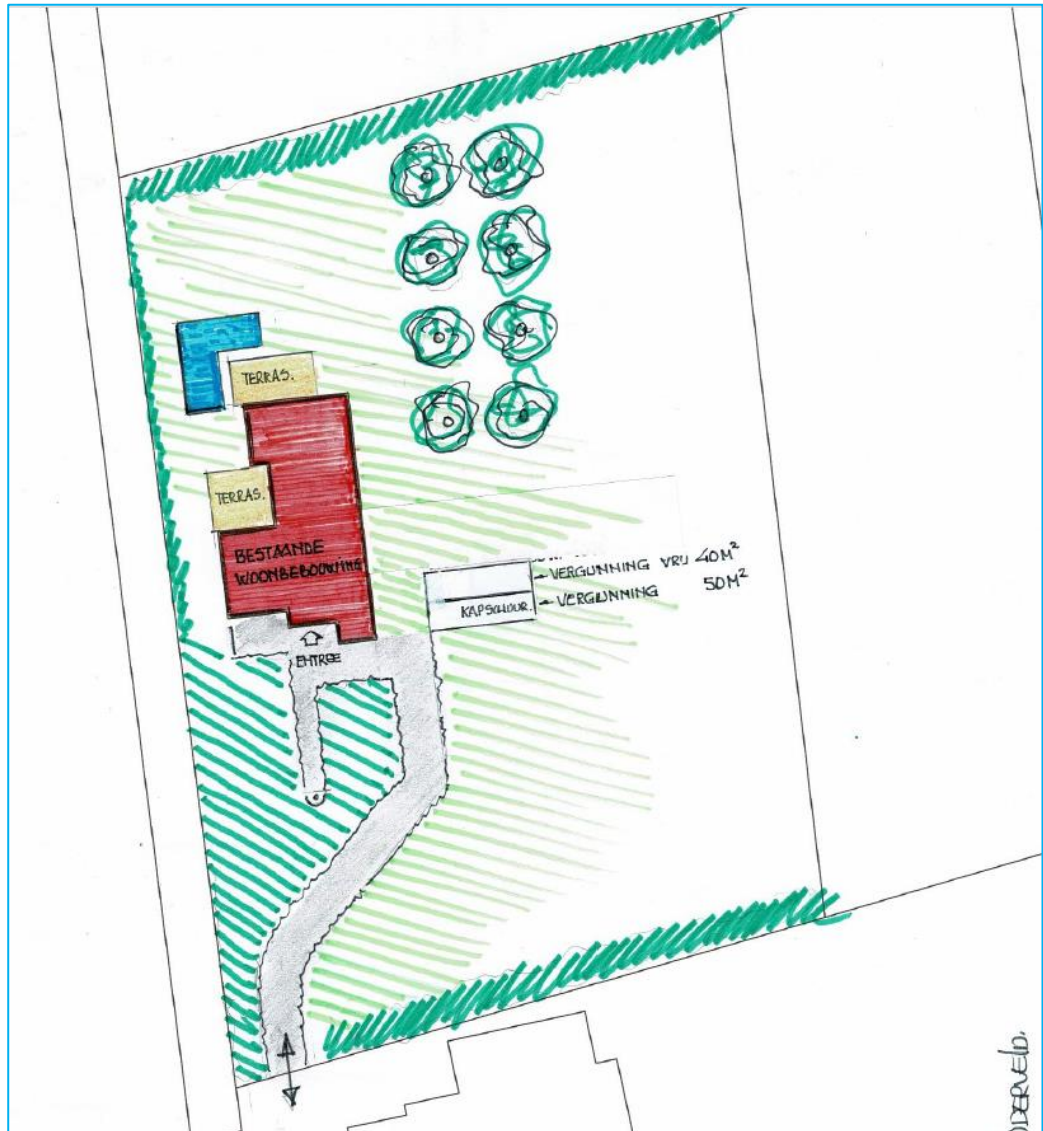 TERRAS.
TERRAS.
BESTAANDE
WOONBEBOUWING
VERGUNNING VRIJ 40M²
KAPSCHUUR. VERGUNNING 50M²
ENTREE